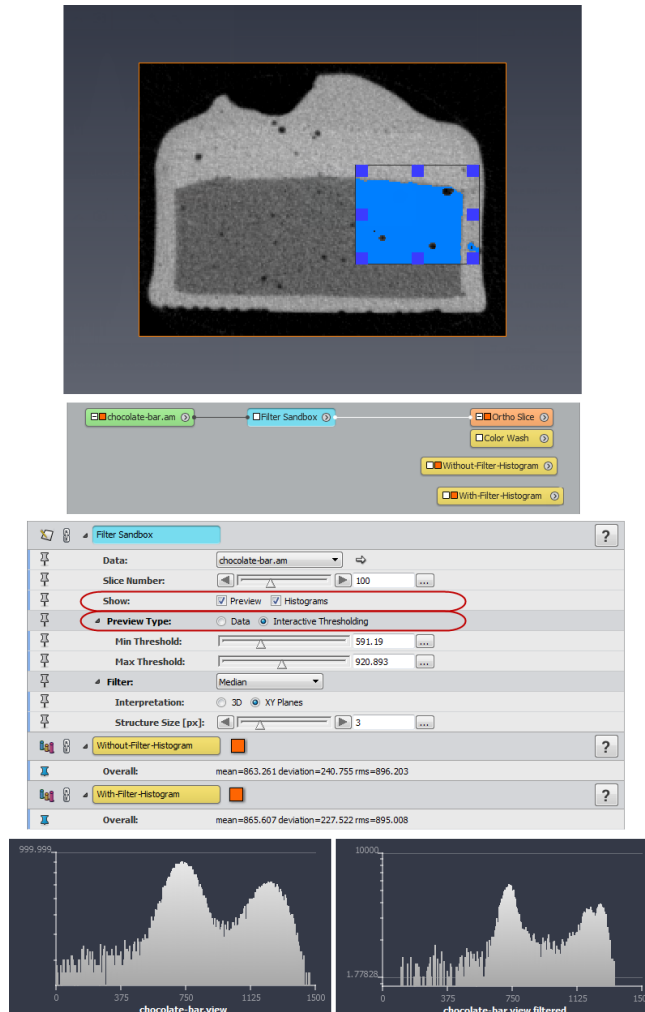 chocolate-bar.am
Filter Sandbox
Ortho Slice
Color Wash
Without-Filter-Histogram
With-Filter-Histogram
Filter Sandbox ?
Data: chocolate-bar.am
Slice Number: 100 ...
Show: Preview Histograms
Preview Type: Data Interactive Thresholding
Min Threshold: 591.19 ...
Max Threshold: 920.893 ...
Filter: Median
Interpretation: 3D XY Planes
Structure Size [px]: 3 ...
Without-Filter-Histogram ?
Overall: mean=863.261 deviation=240.755 rms=896.203
With-Filter-Histogram ?
Overall: mean=865.607 deviation=227.522 rms=895.008
999.999
0 375 750 1125 1500
chocolate-bar.view
10000
1.77828
0 375 750 1125 150
chocolate-bar.view filtered